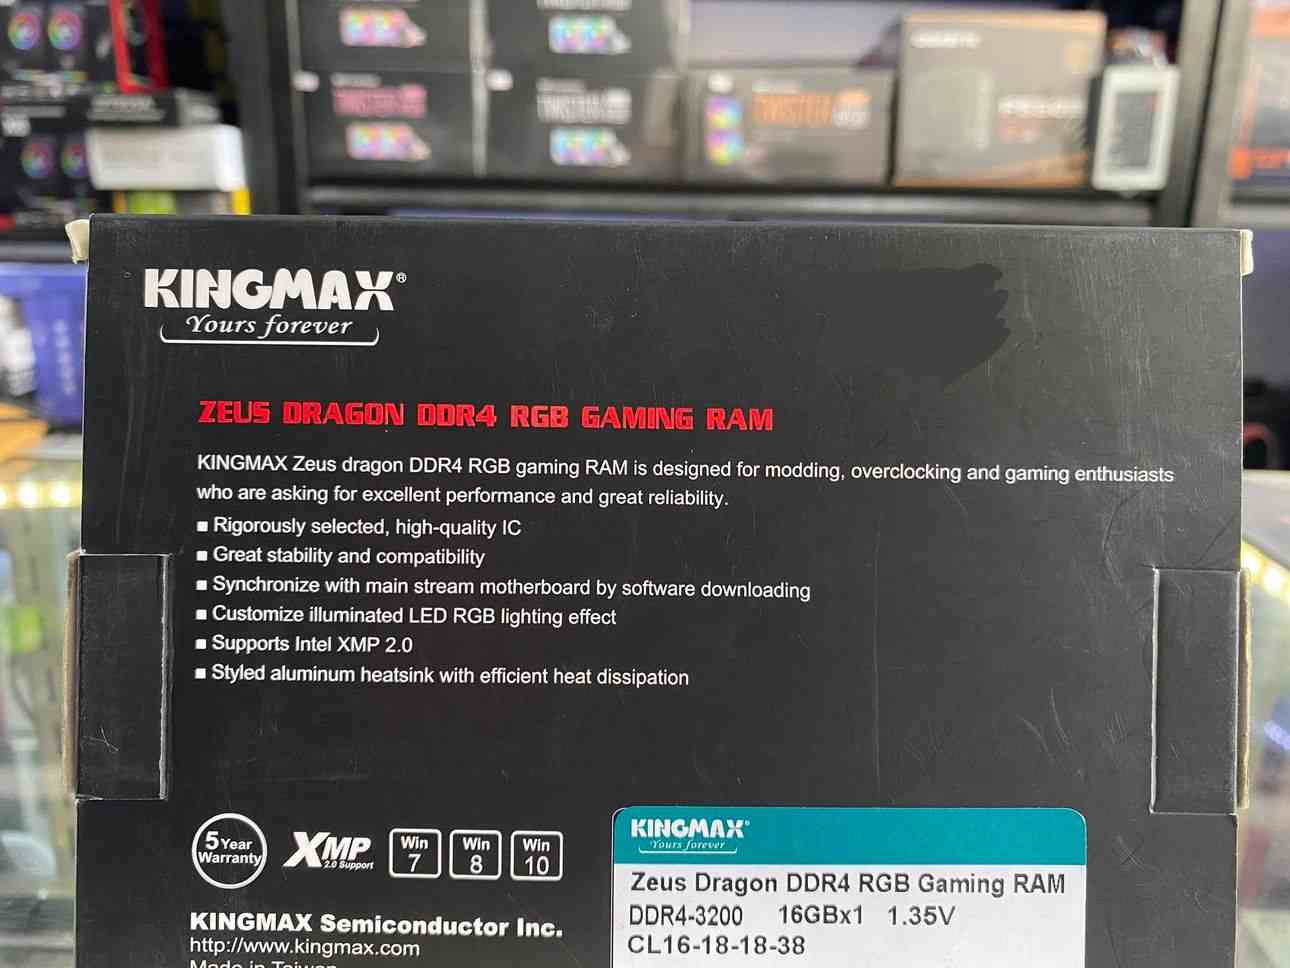 KINGMAX®
Yours forever
ZEUS DRAGON DDR4 RGB GAMING RAM
KINGMAX Zeus dragon DDR4 RGB gaming RAM is designed for modding, overclocking and gaming enthusiasts
who are asking for excellent performance and great reliability.
■ Rigorously selected, high-quality IC
■ Great stability and compatibility
■ Synchronize with main stream motherboard by software downloading
■ Customize illuminated LED RGB lighting effect
■ Supports Intel XMP 2.0
■ Styled aluminum heatsink with efficient heat dissipation
5 Year
Warranty
XMP
2.0 Support
Win
7
Win
8
Win
10
KINGMAX Semiconductor Inc.
http://www.kingmax.com
Made in Taiwan
KINGMAX®
Yours forever
Zeus Dragon DDR4 RGB Gaming RAM
DDR4-3200 16GBx1 1.35V
CL16-18-18-38